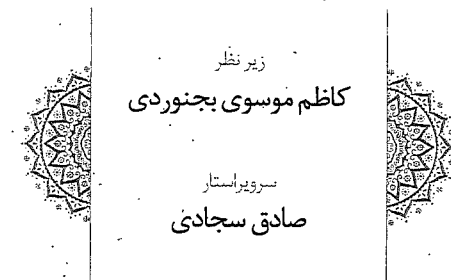 زیر نظر
کاظم موسوی بجنوردی
سرویراستار
صادق سجادی